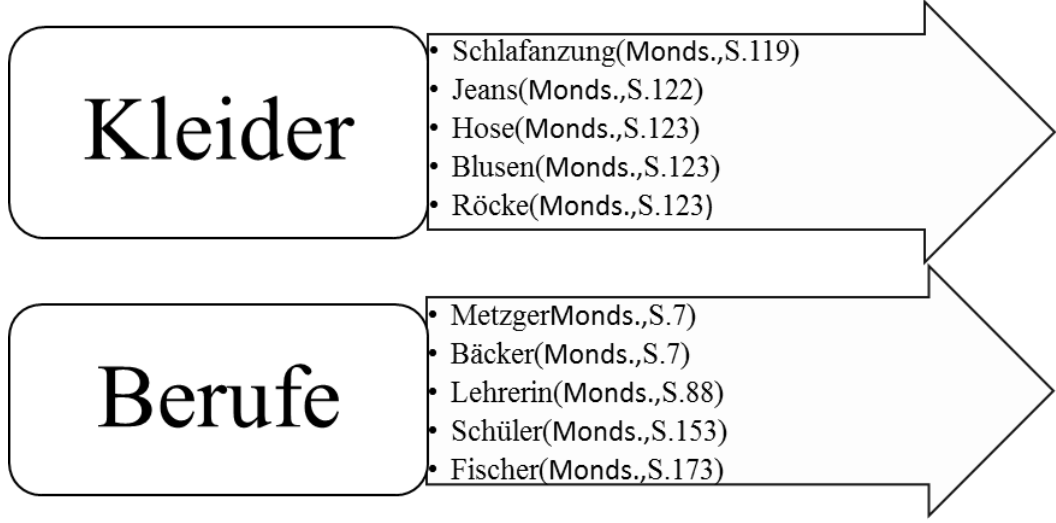 Kleider
• Schlafanzung(Monds.,S.119)
• Jeans(Monds.,S.122)
• Hose(Monds.,S.123)
• Blusen(Monds.,S.123)
• Röcke(Monds.,S.123)
Berufe
• MetzgerMonds.,S.7)
• Bäcker(Monds.,S.7)
• Lehrerin(Monds.,S.88)
• Schüler(Monds.,S.153)
• Fischer(Monds.,S.173)